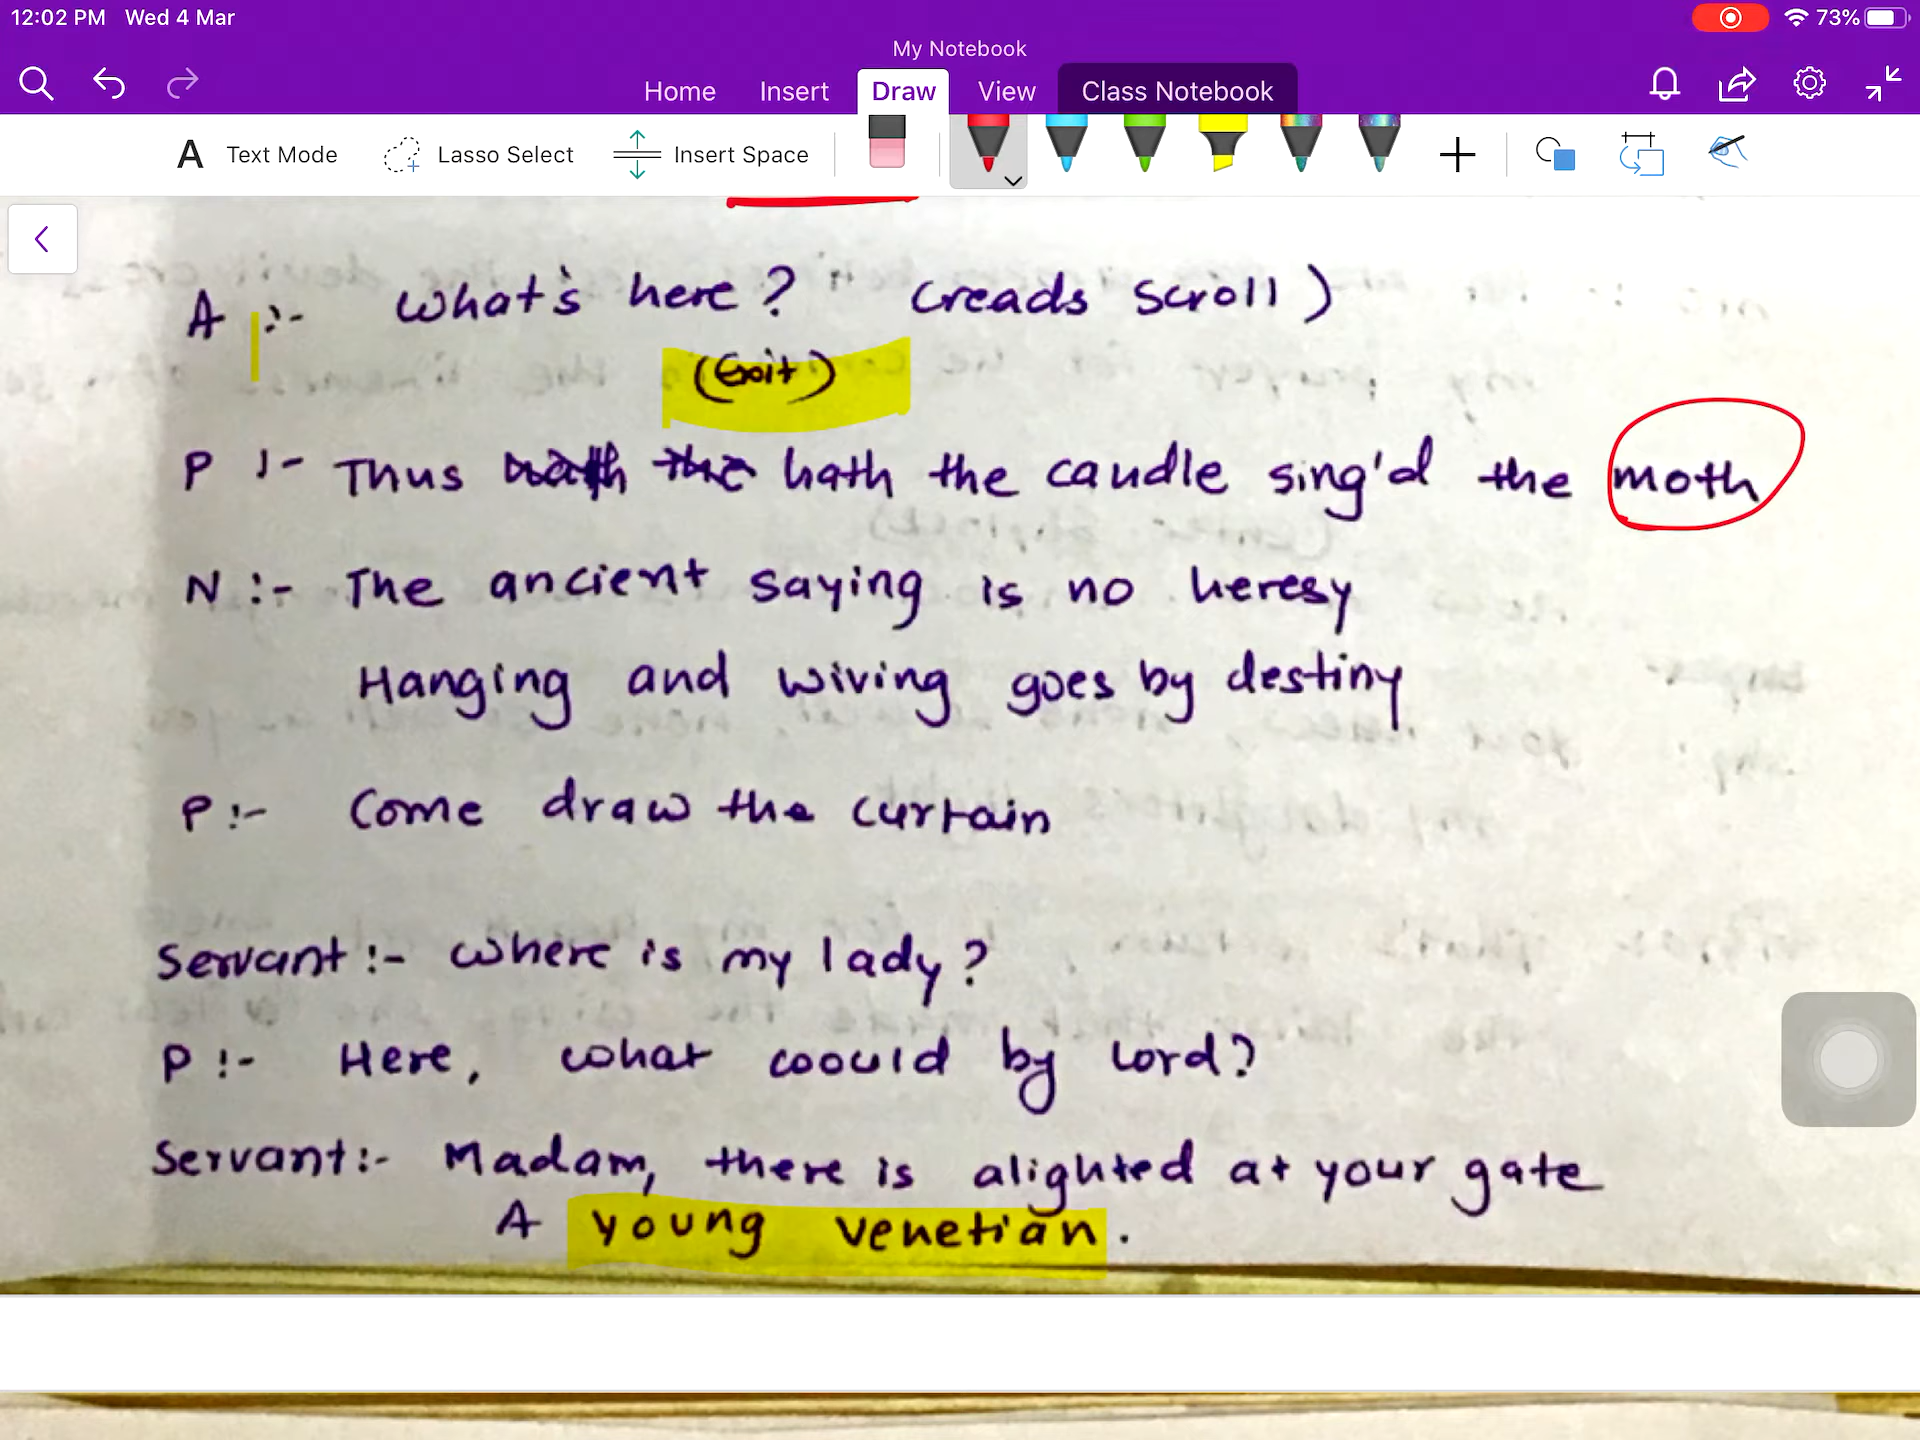 12:02 PM Wed 4 Mar 73%
My Notebook
Home Insert Draw View Class Notebook
A Text Mode Lasso Select Insert Space
A :- What's here? (reads scroll)
(Exit)
P :- Thus hath the hath the candle sing'd the moth
N :- The ancient saying is no heresy
Hanging and wiving goes by destiny
P :- Come draw the curtain
Servant :- where is my lady?
P :- Here, what coould by lord?
Servant :- Madam, there is alighted at your gate
A young venetian.